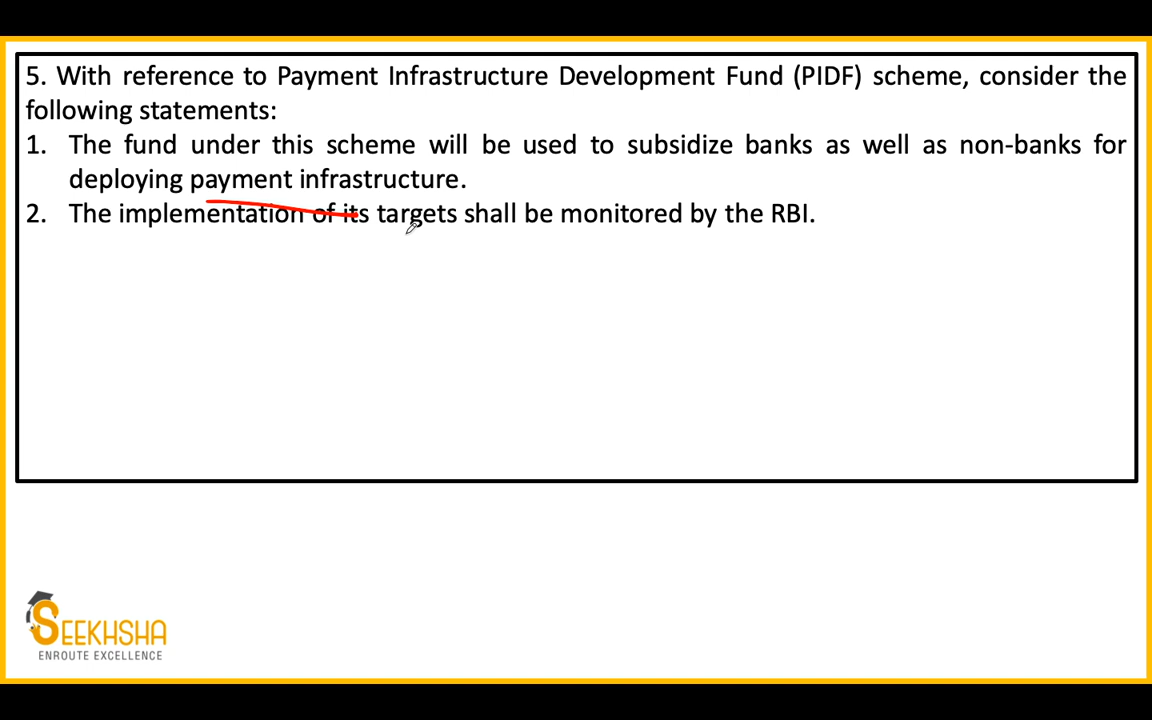 5. With reference to Payment Infrastructure Development Fund (PIDF) scheme, consider the
following statements:
1. The fund under this scheme will be used to subsidize banks as well as non-banks for
deploying payment infrastructure.
2. The implementation of its targets shall be monitored by the RBI.
SEEKHSHA
ENROUTE EXCELLENCE